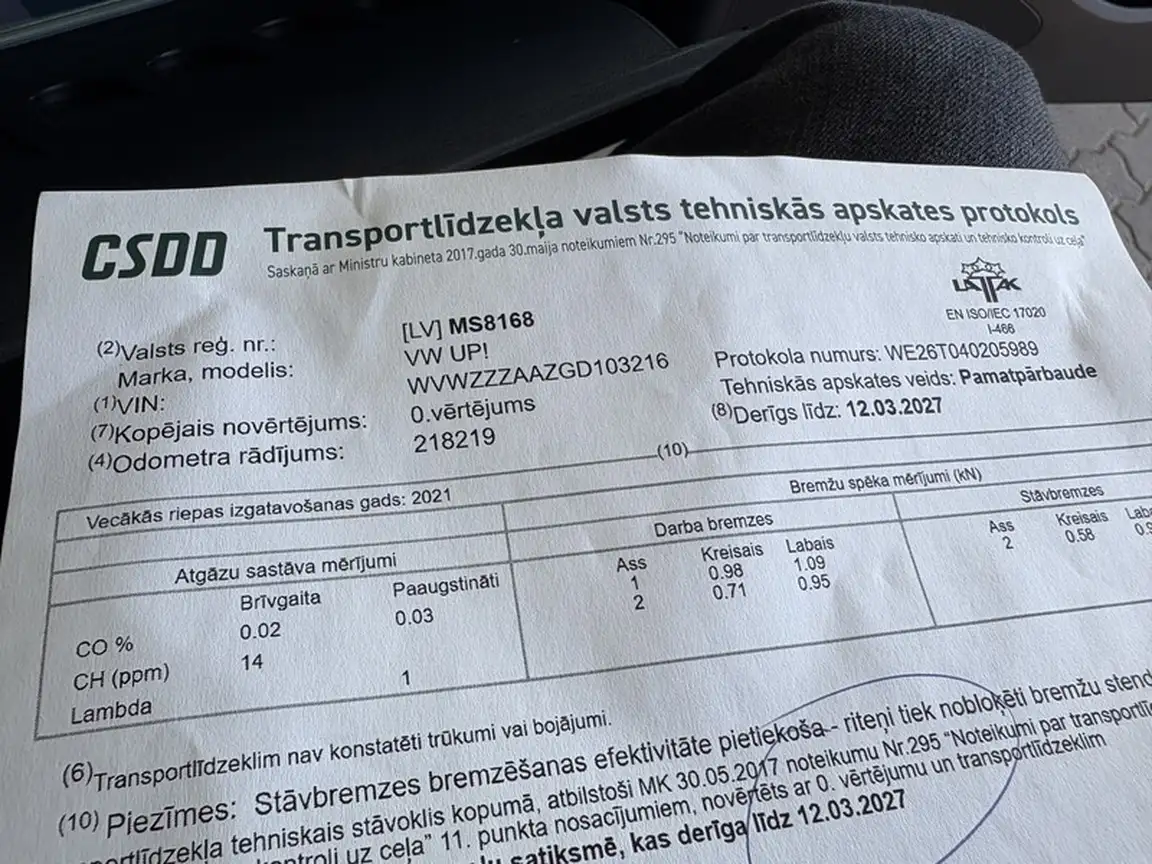 CSDD
Transportlīdzekļa valsts tehniskās apskates protokols
Saskaņā ar Ministru kabineta 2017.gada 30.maija noteikumiem Nr.295 "Noteikumi par transportlīdzekļu valsts tehnisko apskati un tehnisko kontroli uz ceļa"
LATAK
EN ISO/IEC 17020
I-466
(2)Valsts reģ. nr.: [LV] MS8168
Marka, modelis: VW UP!
(1)VIN: WVWZZZAAZGD103216
(7)Kopējais novērtējums: 0.vērtējums
(4)Odometra rādījums: 218219
Protokola numurs: WE26T040205989
Tehniskās apskates veids: Pamatpārbaude
(8)Derīgs līdz: 12.03.2027
(10)
Vecākās riepas izgatavošanas gads: 2021
Bremžu spēka mērījumi (kN)
Atgāzu sastāva mērījumi
Brīvgaita Paaugstināti
CO % 0.02 0.03
CH (ppm) 14
Lambda 1
Darba bremzes
Ass Kreisais Labais
1 0.98 1.09
2 0.71 0.95
Stāvbremzes
Ass Kreisais
2 0.58
(6)Transportlīdzeklim nav konstatēti trūkumi vai bojājumi.
(10) Piezīmes: Stāvbremzes bremzēšanas efektivitāte pietiekoša - riteņi tiek nobloķēti bremžu
tehniskais stāvoklis kopumā, atbilstoši MK 30.05.2017 noteikumu Nr.295 "Noteikumi par
uz ceļa" 11. punkta nosacījumiem, novērtēts ar 0. vērtējumu un transportlīdzeklim
satiksmē, kas derīga līdz 12.03.2027